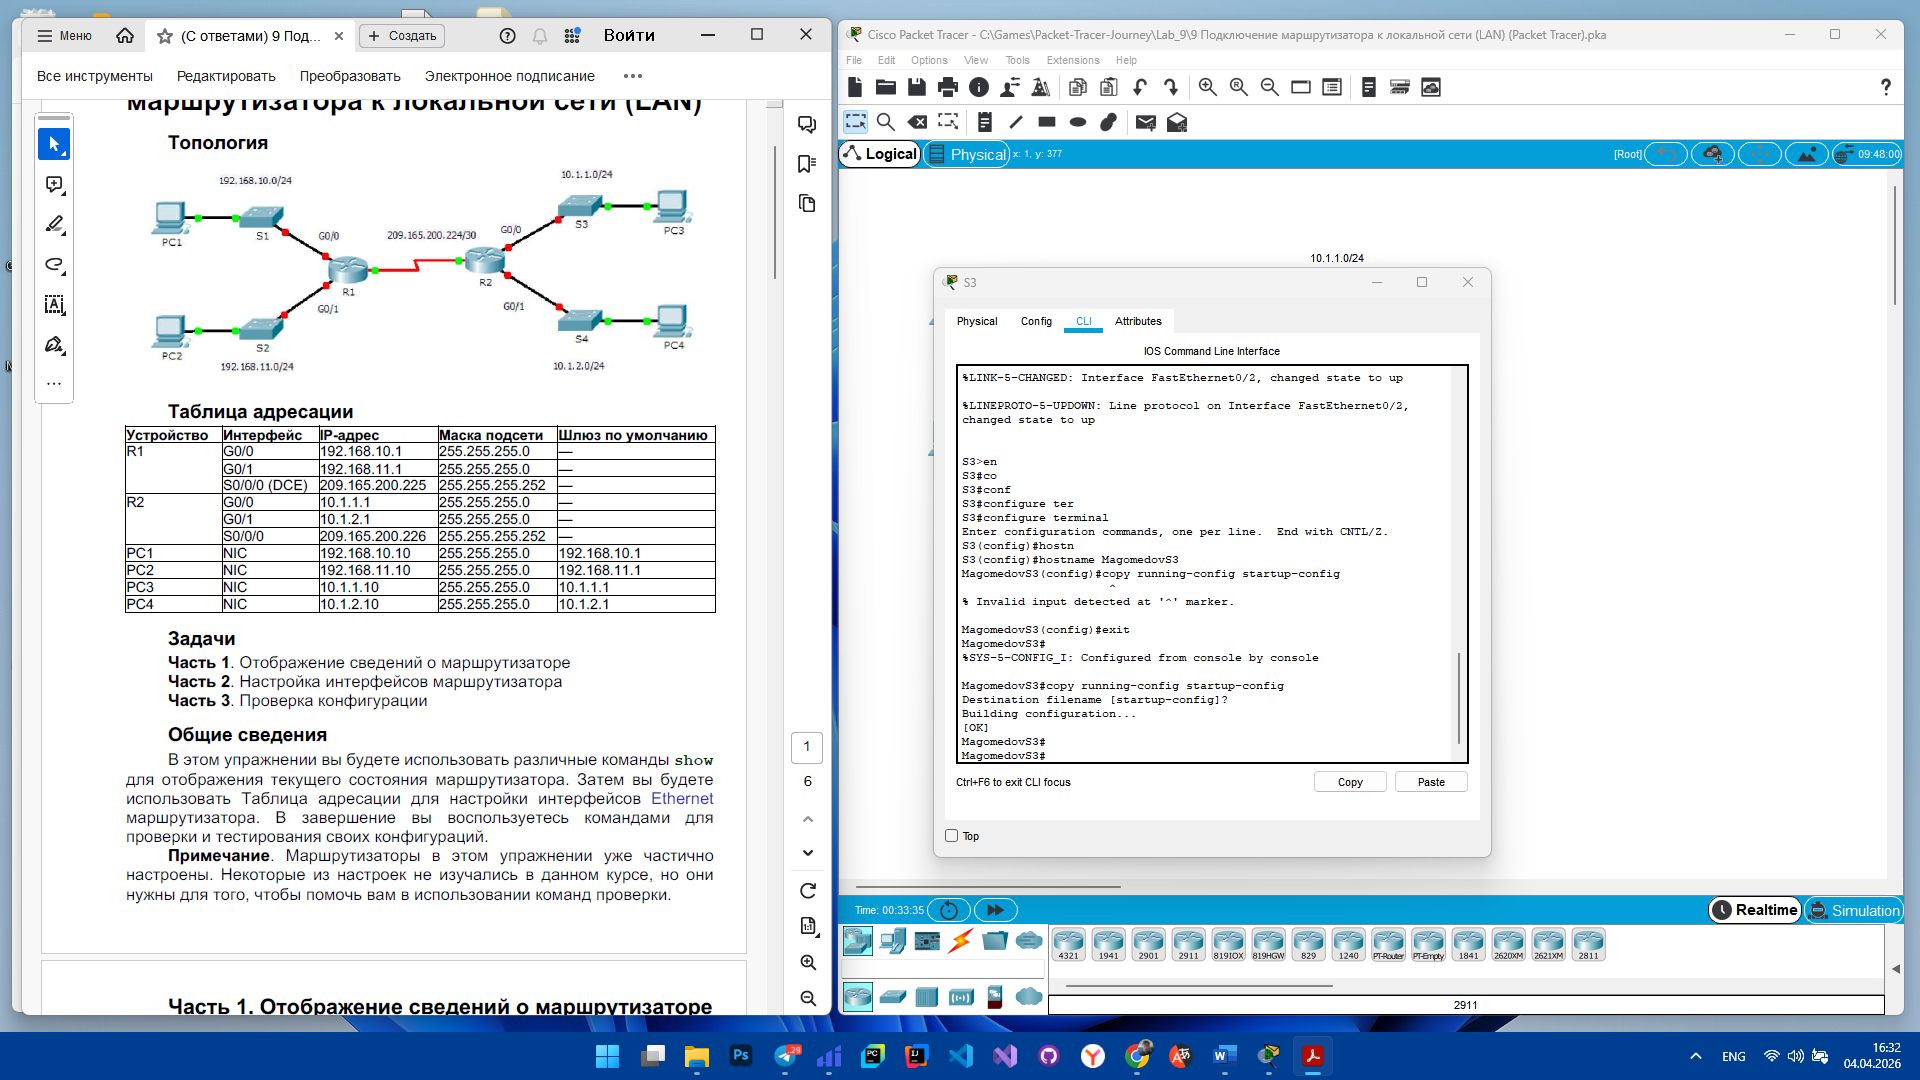 Меню
(С ответами) 9 Под...
Создать
Войти
Все инструменты
Редактировать
Преобразовать
Электронное подписание
маршрутизатора к локальной сети (LAN)
Топология
192.168.10.0/24
10.1.1.0/24
PC1
S1
G0/0
209.165.200.224/30
G0/0
S3
PC3
R1
R2
G0/1
G0/1
PC2
S2
S4
PC4
192.168.11.0/24
10.1.2.0/24
Таблица адресации
Устройство Интерфейс IP-адрес Маска подсети Шлюз по умолчанию
R1 G0/0 192.168.10.1 255.255.255.0 —
G0/1 192.168.11.1 255.255.255.0 —
S0/0/0 (DCE) 209.165.200.225 255.255.255.252 —
R2 G0/0 10.1.1.1 255.255.255.0 —
G0/1 10.1.2.1 255.255.255.0 —
S0/0/0 209.165.200.226 255.255.255.252 —
PC1 NIC 192.168.10.10 255.255.255.0 192.168.10.1
PC2 NIC 192.168.11.10 255.255.255.0 192.168.11.1
PC3 NIC 10.1.1.10 255.255.255.0 10.1.1.1
PC4 NIC 10.1.2.10 255.255.255.0 10.1.2.1
Задачи
Часть 1. Отображение сведений о маршрутизаторе
Часть 2. Настройка интерфейсов маршрутизатора
Часть 3. Проверка конфигурации
Общие сведения
В этом упражнении вы будете использовать различные команды show
для отображения текущего состояния маршрутизатора. Затем вы будете
использовать Таблица адресации для настройки интерфейсов Ethernet
маршрутизатора. В завершение вы воспользуетесь командами для
проверки и тестирования своих конфигураций.
Примечание. Маршрутизаторы в этом упражнении уже частично
настроены. Некоторые из настроек не изучались в данном курсе, но они
нужны для того, чтобы помочь вам в использовании команд проверки.
Часть 1. Отображение сведений о маршрутизаторе
1
6
Cisco Packet Tracer - C:\Games\Packet-Tracer-Journey\Lab_9\9 Подключение маршрутизатора к локальной сети (LAN) (Packet Tracer).pka
File Edit Options View Tools Extensions Help
Logical
Physical
x: 1, y: 377
[Root]
09:48:00
10.1.1.0/24
S3
Physical Config CLI Attributes
IOS Command Line Interface
%LINK-5-CHANGED: Interface FastEthernet0/2, changed state to up
%LINEPROTO-5-UPDOWN: Line protocol on Interface FastEthernet0/2,
changed state to up
S3>en
S3#co
S3#conf
S3#configure ter
S3#configure terminal
Enter configuration commands, one per line.  End with CNTL/Z.
S3(config)#hostn
S3(config)#hostname MagomedovS3
MagomedovS3(config)#copy running-config startup-config
^
% Invalid input detected at '^' marker.
MagomedovS3(config)#exit
MagomedovS3#
%SYS-5-CONFIG_I: Configured from console by console
MagomedovS3#copy running-config startup-config
Destination filename [startup-config]?
Building configuration...
[OK]
MagomedovS3#
MagomedovS3#
Ctrl+F6 to exit CLI focus
Copy
Paste
Top
Time: 00:33:35
Realtime
Simulation
4321 1941 2901 2911 819IOX 819HGW 829 1240 PT-Router PT-Empty 1841 2620XM 2621XM 2811
2911
29
ENG
16:32
04.04.2026